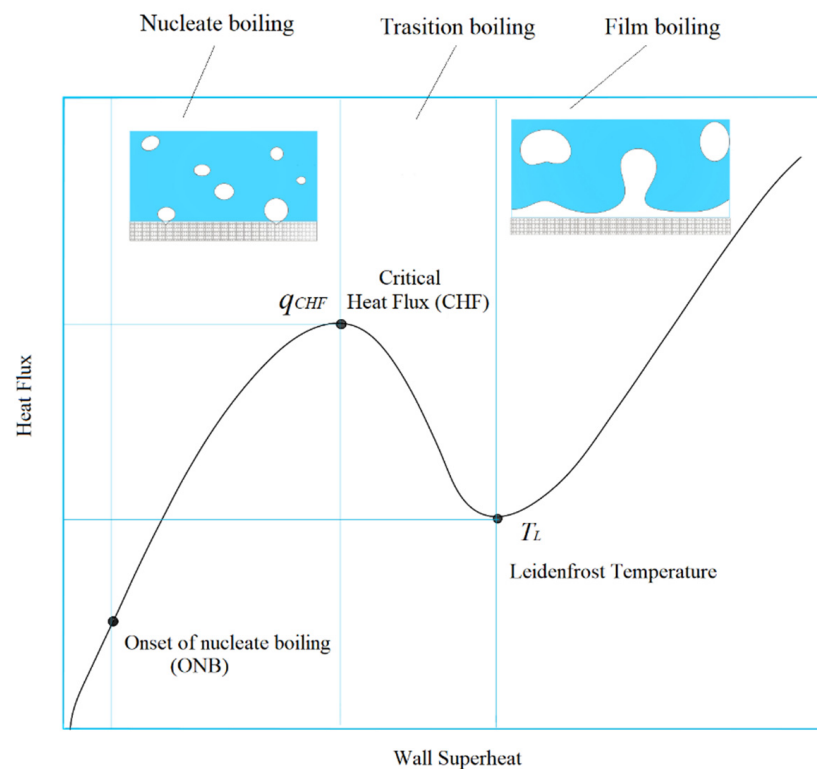 Nucleate boiling
Trasition boiling
Film boiling
Critical
Heat Flux (CHF)
qCHF
Heat Flux
TL
Leidenfrost Temperature
Onset of nucleate boiling
(ONB)
Wall Superheat